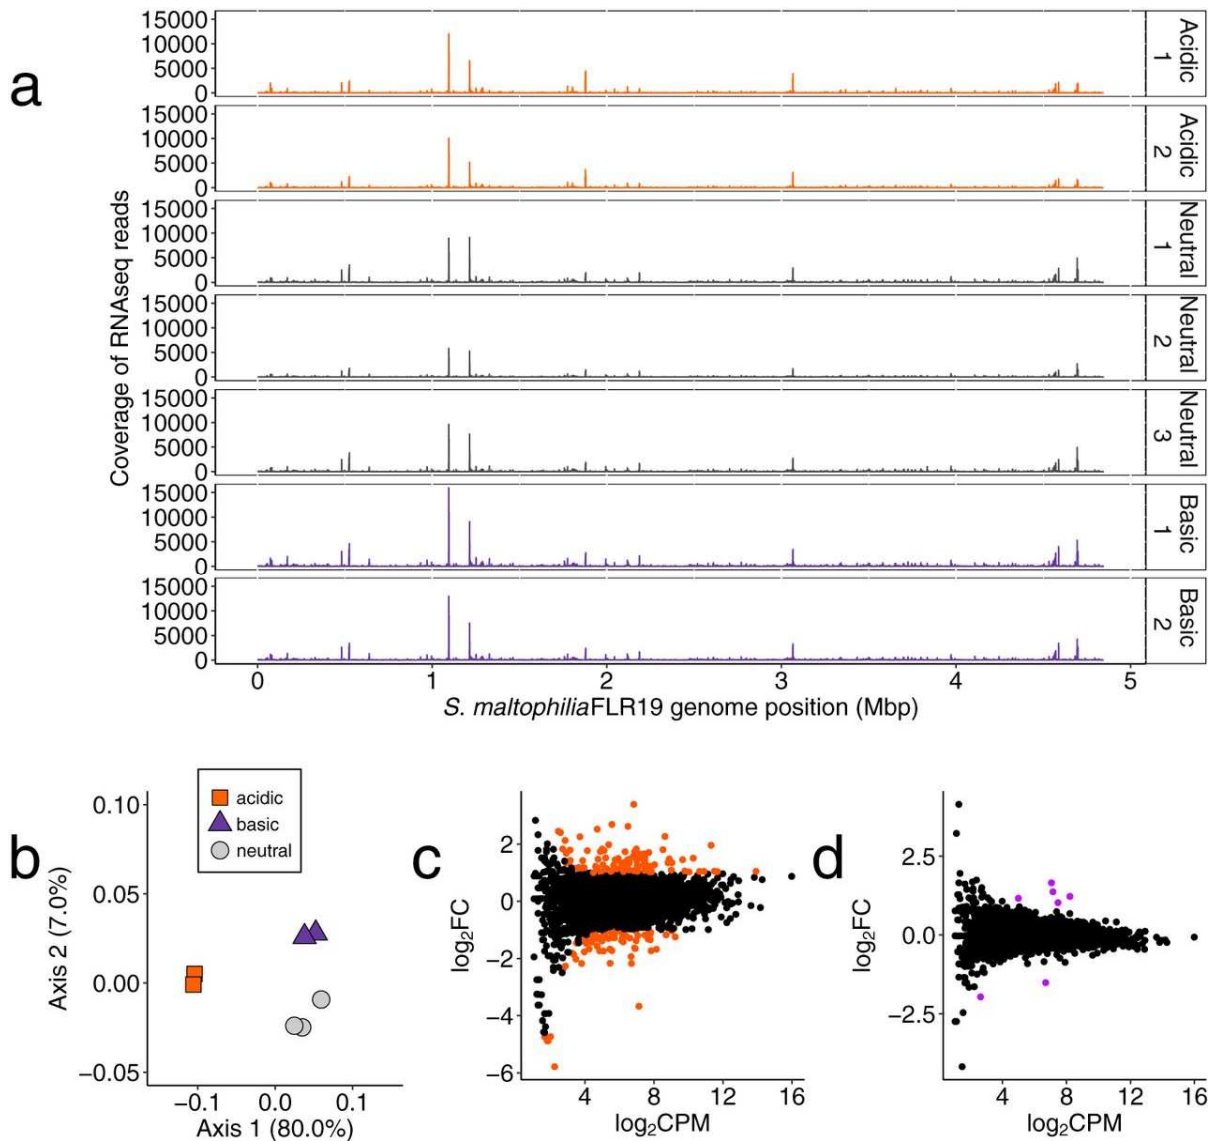 a
Coverage of RNAseq reads
15000
10000
5000
0
Acidic
1
15000
10000
5000
0
Acidic
2
15000
10000
5000
0
Neutral
1
15000
10000
5000
0
Neutral
2
15000
10000
5000
0
Neutral
3
15000
10000
5000
0
Basic
1
15000
10000
5000
0
Basic
2
0 1 2 3 4 5
S. maltophiliaFLR19 genome position (Mbp)
b
acidic
basic
neutral
Axis 2 (7.0%)
0.10
0.05
0.00
−0.05
−0.1 0.0 0.1
Axis 1 (80.0%)
c
log2FC
2
0
−2
−4
−6
4 8 12 16
log2CPM
d
log2FC
2.5
0.0
−2.5
4 8 12 16
log2CPM